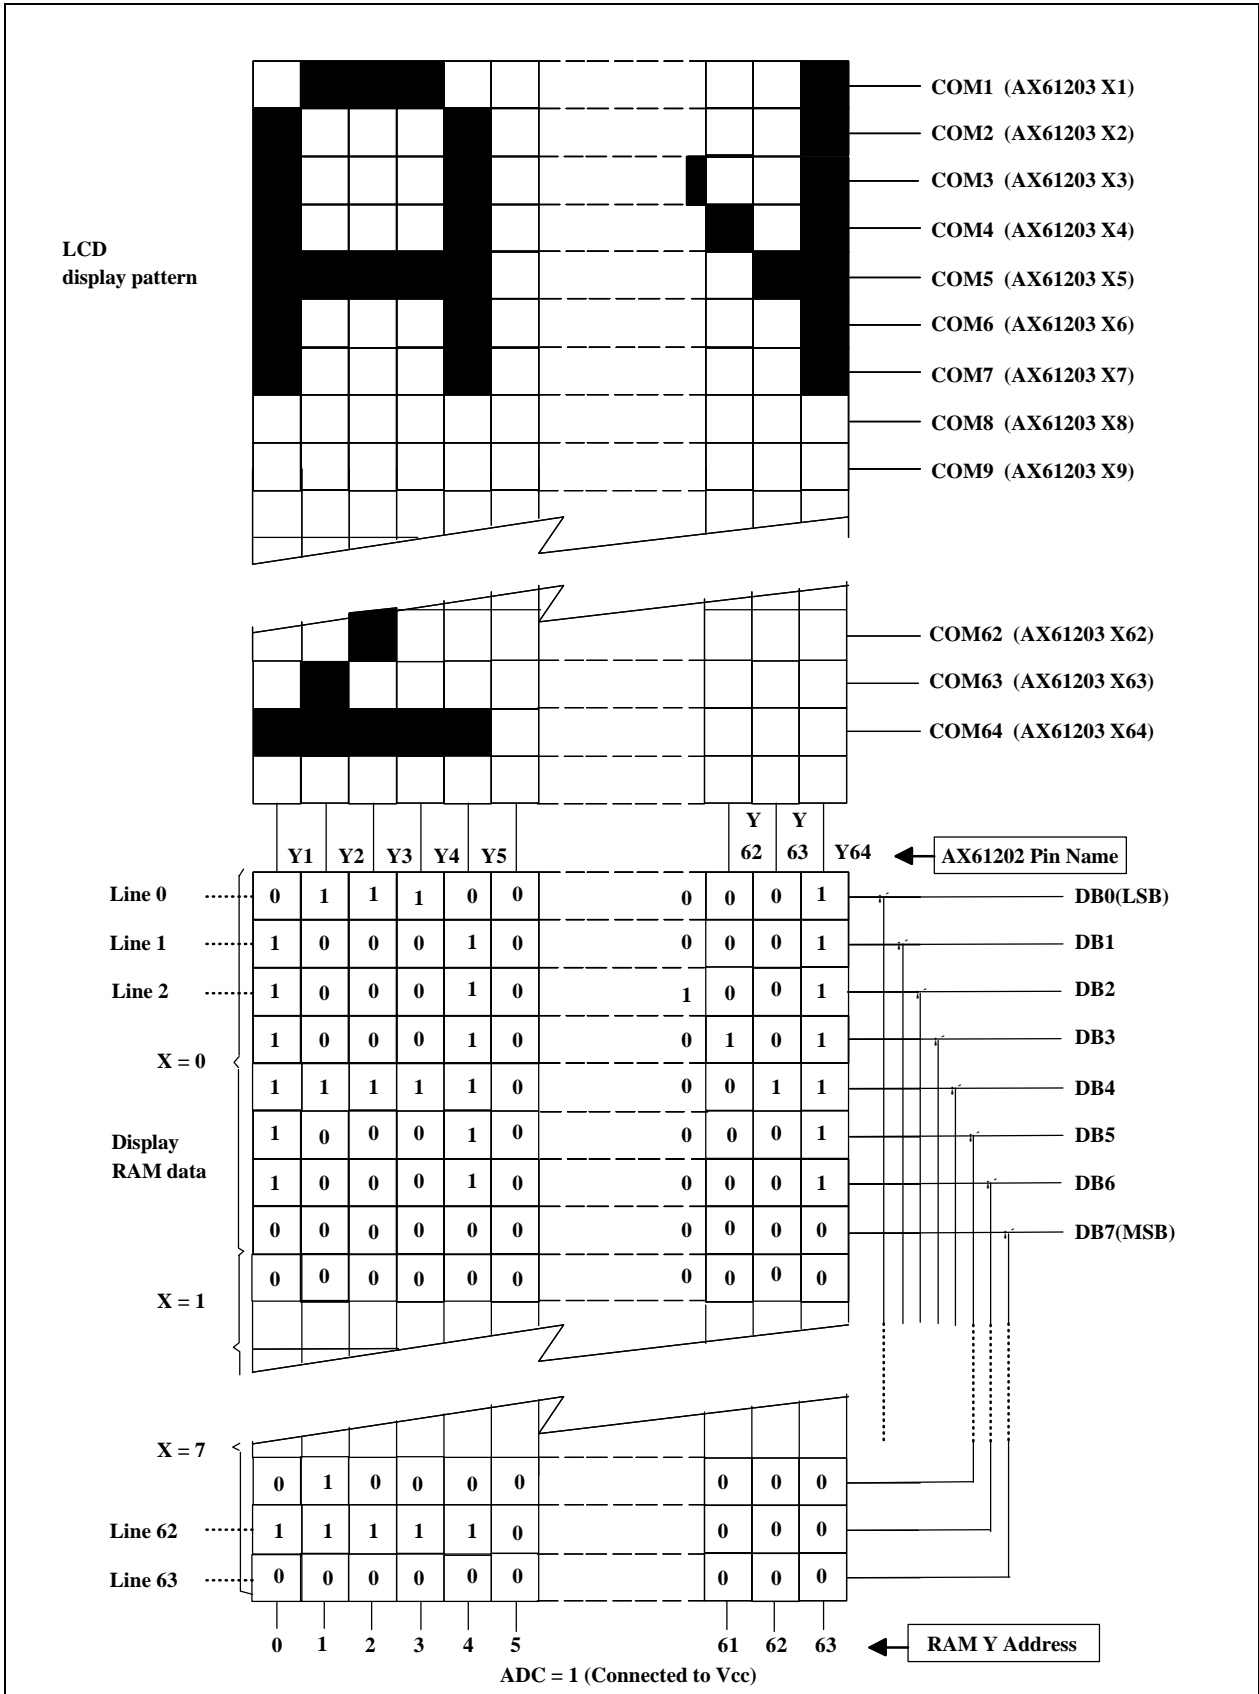 COM1 (AX61203 X1)
COM2 (AX61203 X2)
COM3 (AX61203 X3)
COM4 (AX61203 X4)
LCD
display pattern
COM5 (AX61203 X5)
COM6 (AX61203 X6)
COM7 (AX61203 X7)
COM8 (AX61203 X8)
COM9 (AX61203 X9)
COM62 (AX61203 X62)
COM63 (AX61203 X63)
COM64 (AX61203 X64)
Y1 Y2 Y3 Y4 Y5 Y 62 Y 63 Y64 AX61202 Pin Name
Line 0 0 1 1 1 0 0 0 0 0 1 DB0(LSB)
Line 1 1 0 0 0 1 0 0 0 0 1 DB1
Line 2 1 0 0 0 1 0 1 0 0 1 DB2
1 0 0 0 1 0 0 1 0 1 DB3
X = 0
1 1 1 1 1 0 0 0 1 1 DB4
1 0 0 0 1 0 0 0 0 1 DB5
Display
RAM data
1 0 0 0 1 0 0 0 0 1 DB6
0 0 0 0 0 0 0 0 0 0 DB7(MSB)
0 0 0 0 0 0 0 0 0 0
X = 1
X = 7
0 1 0 0 0 0 0 0 0
Line 62 1 1 1 1 1 0 0 0 0
Line 63 0 0 0 0 0 0 0 0 0
0 1 2 3 4 5 61 62 63 RAM Y Address
ADC = 1 (Connected to Vcc)